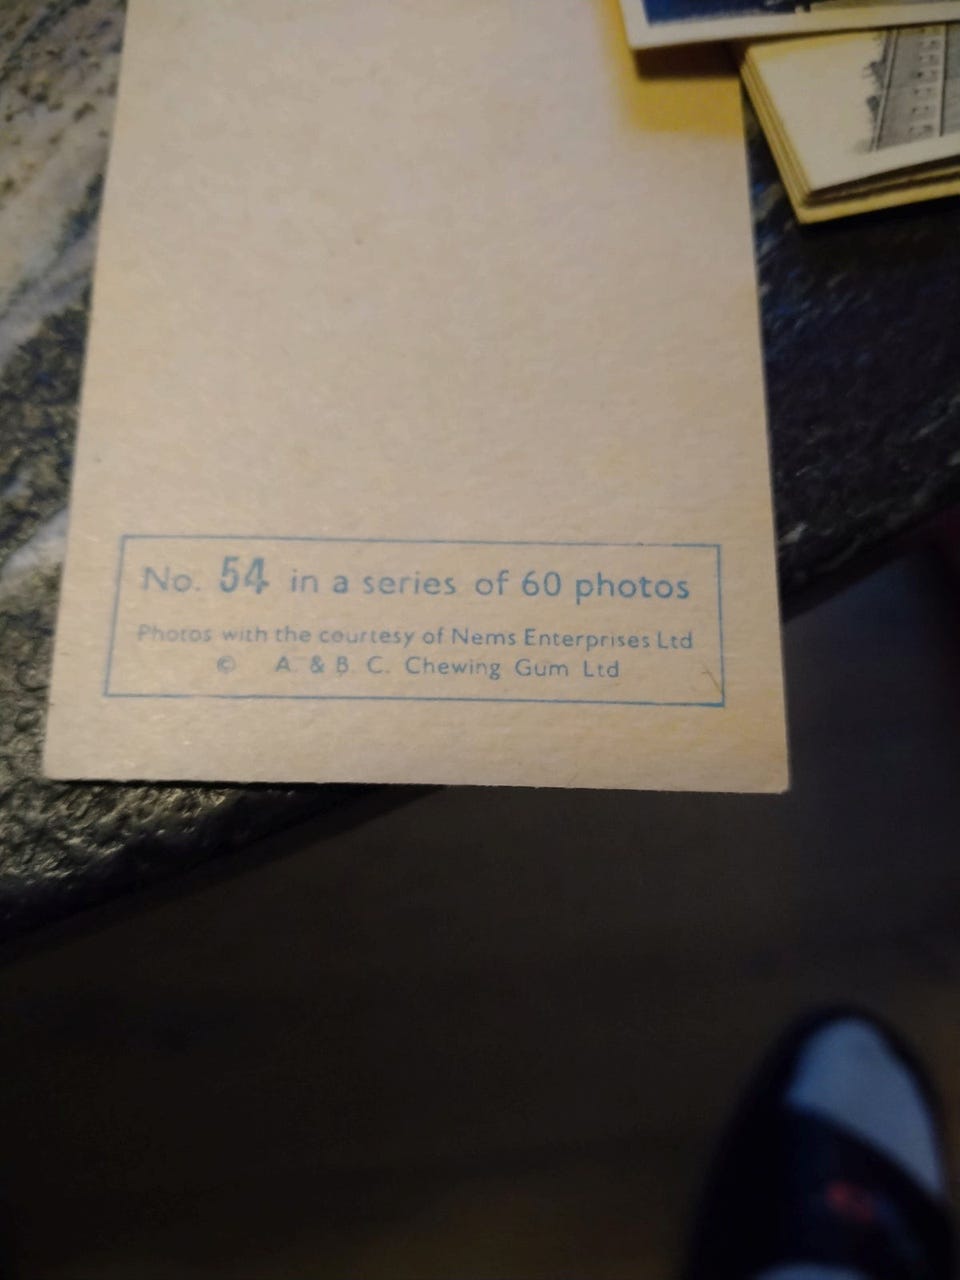 No. 54 in a series of 60 photos
Photos with the courtesy of Nems Enterprises Ltd
© A. & B. C. Chewing Gum Ltd